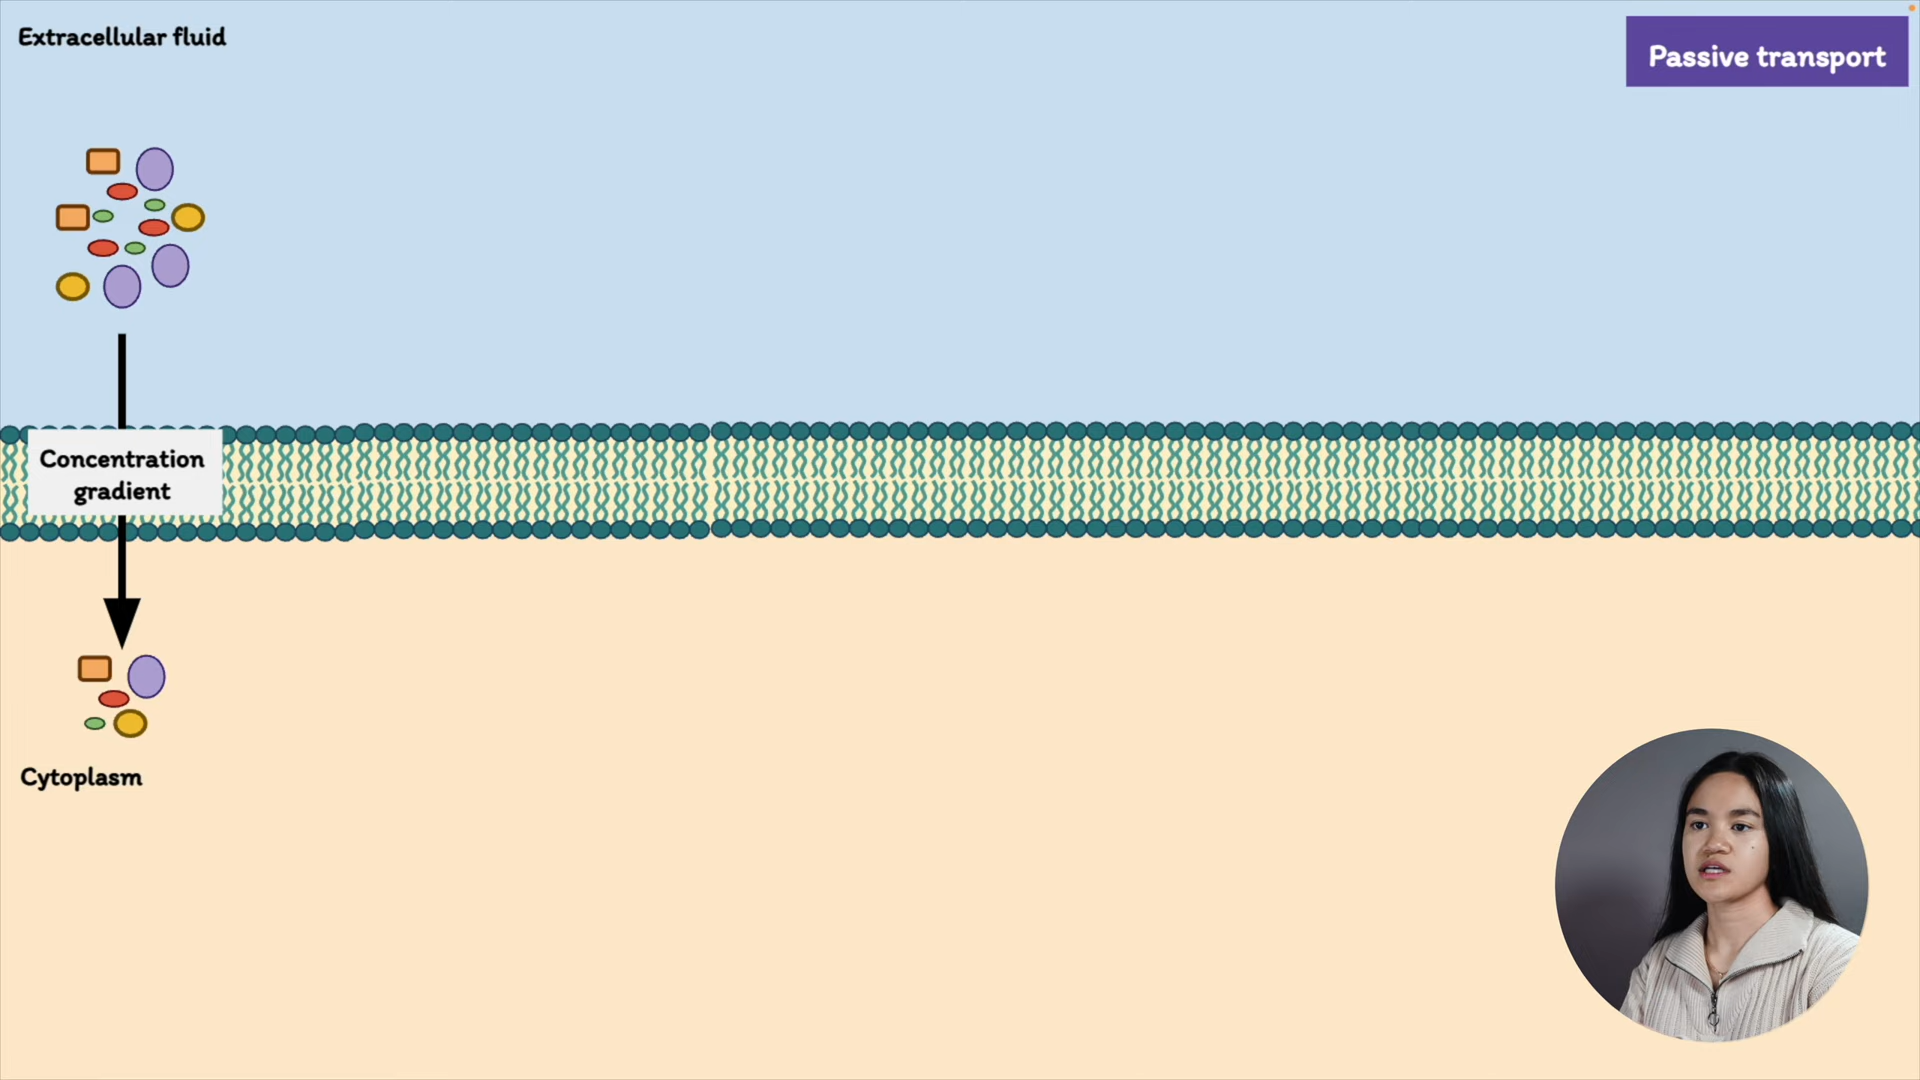 Extracellular fluid
Passive transport
Concentration
gradient
Cytoplasm